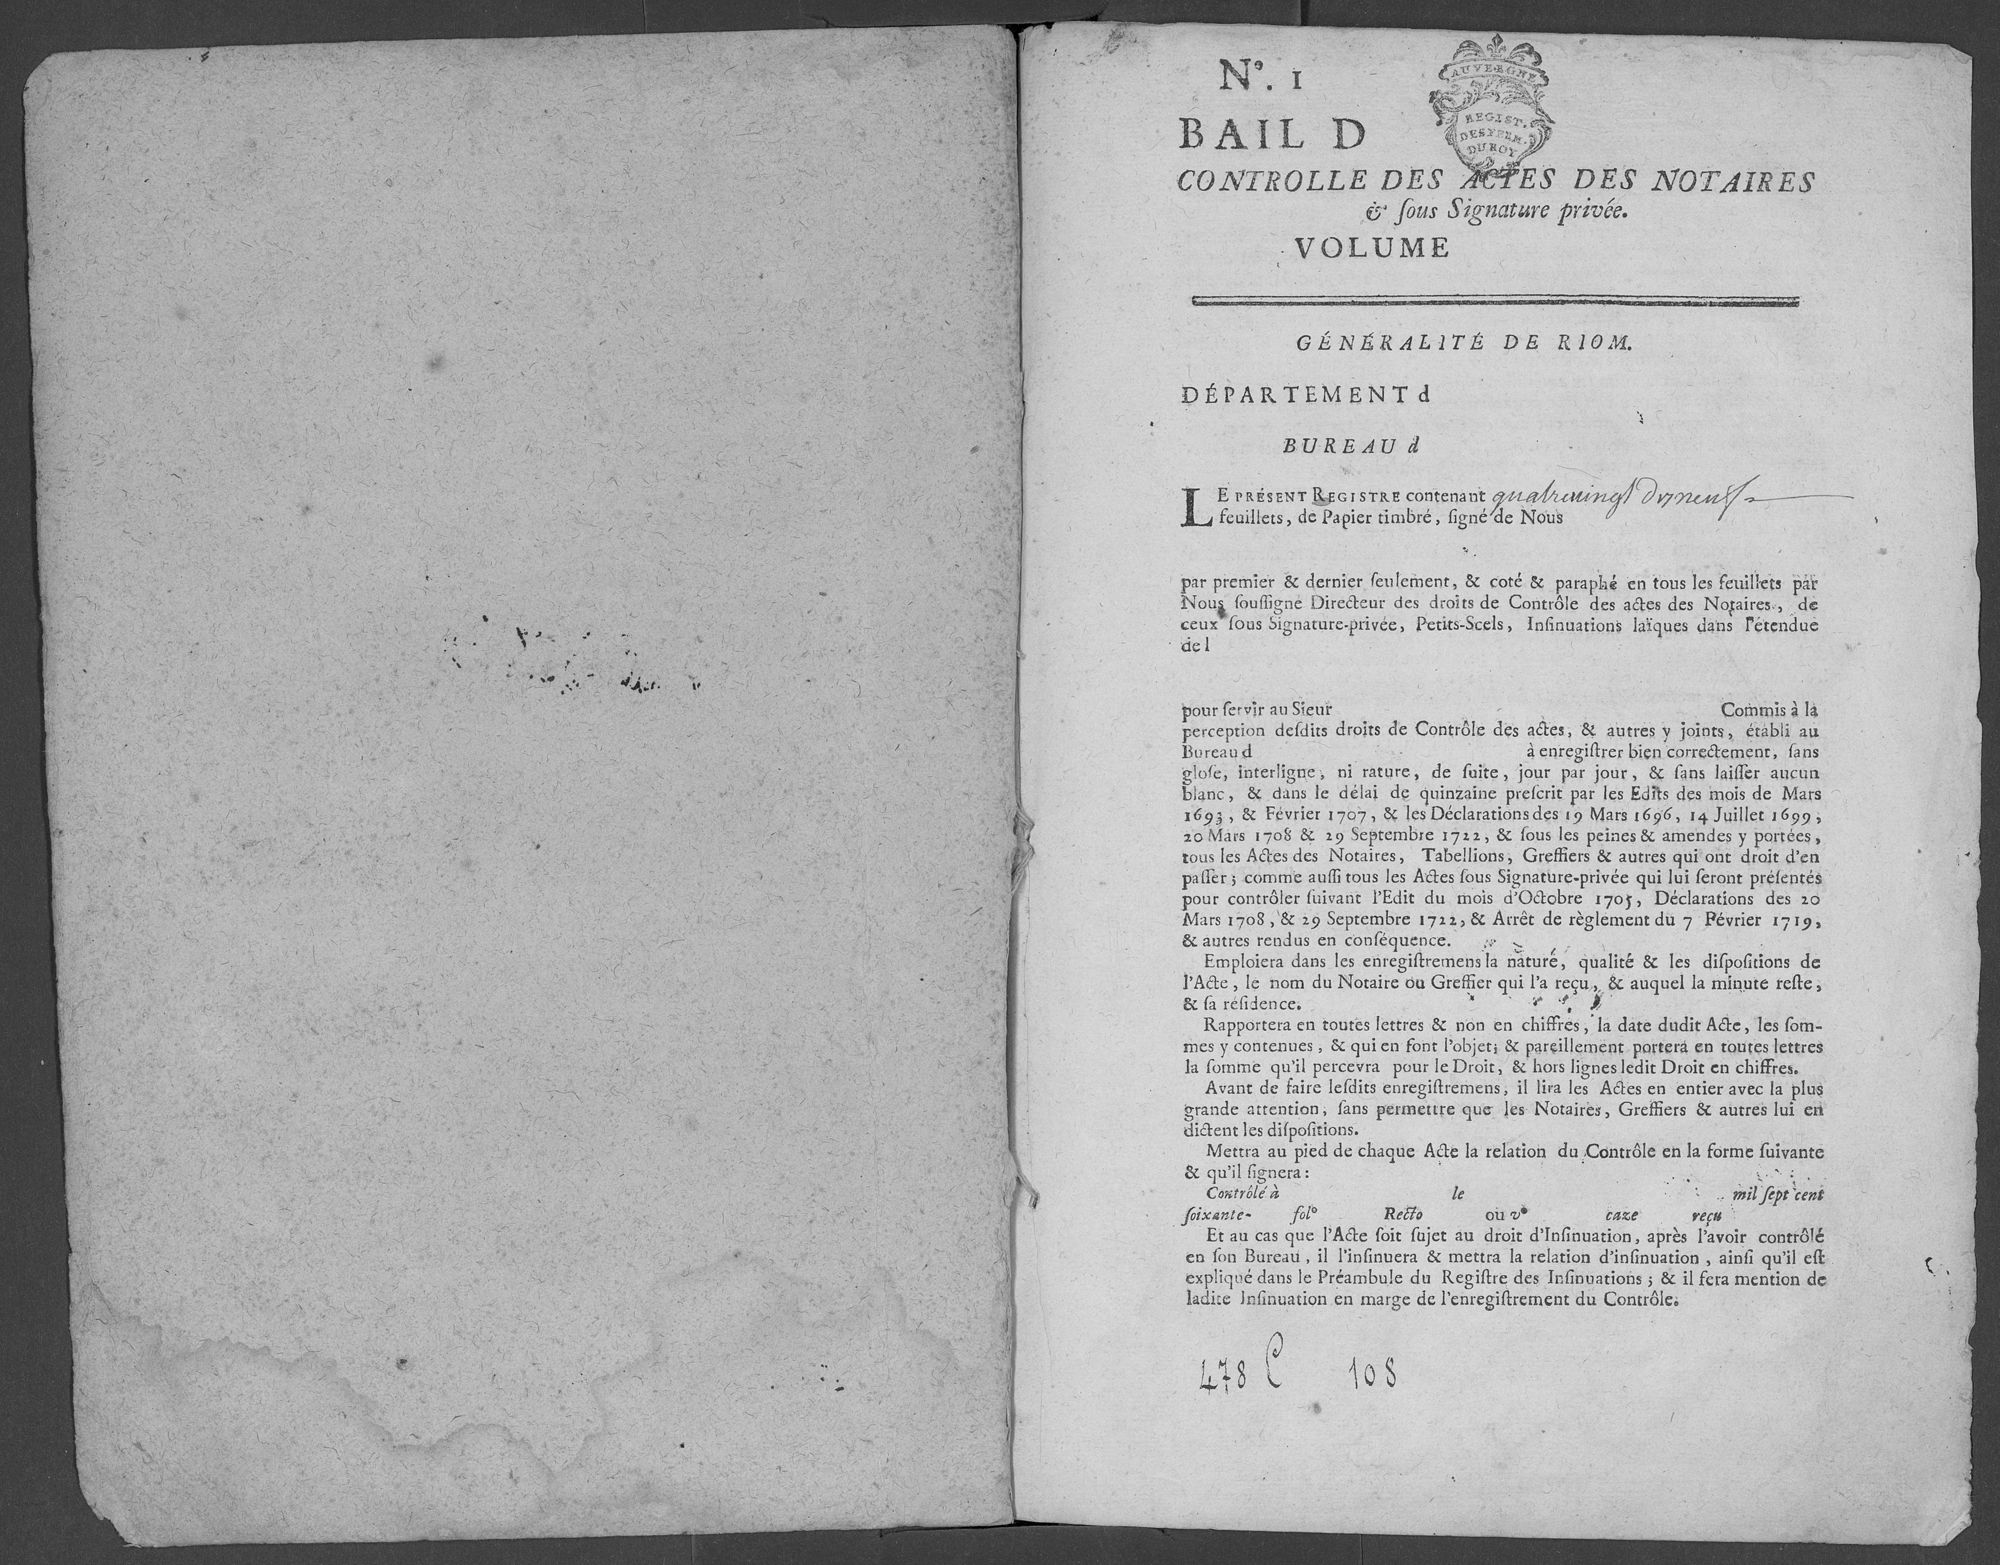 N°. 1
AUVERGNE
REGIST.
DES FERM.
DU ROY
BAIL D
CONTROLLE DES ACTES DES NOTAIRES
& ſous Signature privée.
VOLUME
GÉNÉRALITÉ DE RIOM.
DÉPARTEMENT d
BUREAU d
LE PRÉSENT REGISTRE contenant quatrevingt dixneuf
feuillets, de Papier timbré, ſigné de Nous
par premier & dernier ſeulement, & coté & paraphé en tous les feuillets par
Nous ſouſſigne Directeur des droits de Contrôle des actes des Notaires, de
ceux ſous Signature-privée, Petits-Scels, Inſinuations laïques dans l'étendue
de l
pour ſervir au Sieur Commis à la
perception deſdits droits de Contrôle des actes, & autres y joints, établi au
Bureau d à enregiſtrer bien correctement, ſans
gloſe, interligne, ni rature, de ſuite, jour par jour, & ſans laiſſer aucun
blanc, & dans le délai de quinzaine preſcrit par les Edits des mois de Mars
1693, & Février 1707, & les Déclarations des 19 Mars 1696, 14 Juillet 1699,
20 Mars 1708 & 29 Septembre 1722, & ſous les peines & amendes y portées,
tous les Actes des Notaires, Tabellions, Greffiers & autres qui ont droit d'en
paſſer; comme auſſi tous les Actes ſous Signature-privée qui lui ſeront préſentés
pour contrôler ſuivant l'Edit du mois d'Octobre 1705, Déclarations des 20
Mars 1708, & 29 Septembre 1722, & Arrêt de règlement du 7 Février 1719,
& autres rendus en conſéquence.
Emploiera dans les enregiſtremens la naturé, qualité & les diſpoſitions de
l'Acte, le nom du Notaire ou Greffier qui l'a reçu, & auquel la minute reſte,
& ſa réſidence.
Rapportera en toutes lettres & non en chiffres, la date dudit Acte, les ſom-
mes y contenues, & qui en font l'objet; & pareillement portera en toutes lettres
la ſomme qu'il percevra pour le Droit, & hors lignes ledit Droit en chiffres.
Avant de faire leſdits enregiſtremens, il lira les Actes en entier avec la plus
grande attention, ſans permettre que les Notaires, Greffiers & autres lui en
dictent les diſpoſitions.
Mettra au pied de chaque Acte la relation du Contrôle en la forme ſuivante
& qu'il ſignera:
Contrôlé à le mil ſept cent
ſoixante- fol° Recto ou v° caze reçu
Et au cas que l'Acte ſoit ſujet au droit d'Inſinuation, après l'avoir contrôlé
en ſon Bureau, il l'inſinuera & mettra la relation d'inſinuation, ainſi qu'il eſt
expliqué dans le Préambule du Regiſtre des Inſinuations; & il fera mention de
ladite Inſinuation en marge de l'enregiſtrement du Contrôle.
478 C 108